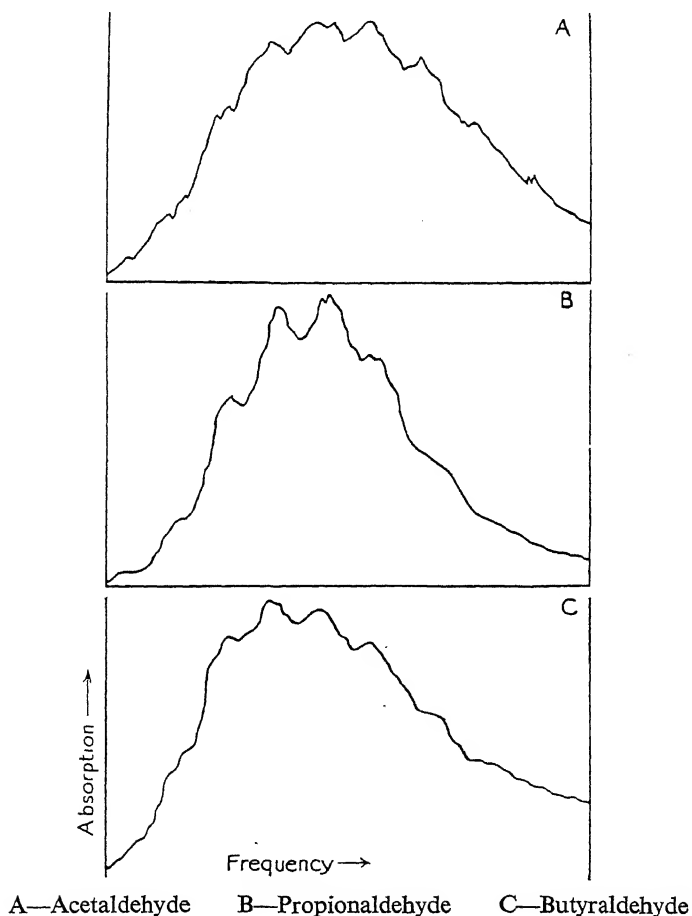 A
B
C
Absorption
Frequency
A—Acetaldehyde B—Propionaldehyde C—Butyraldehyde